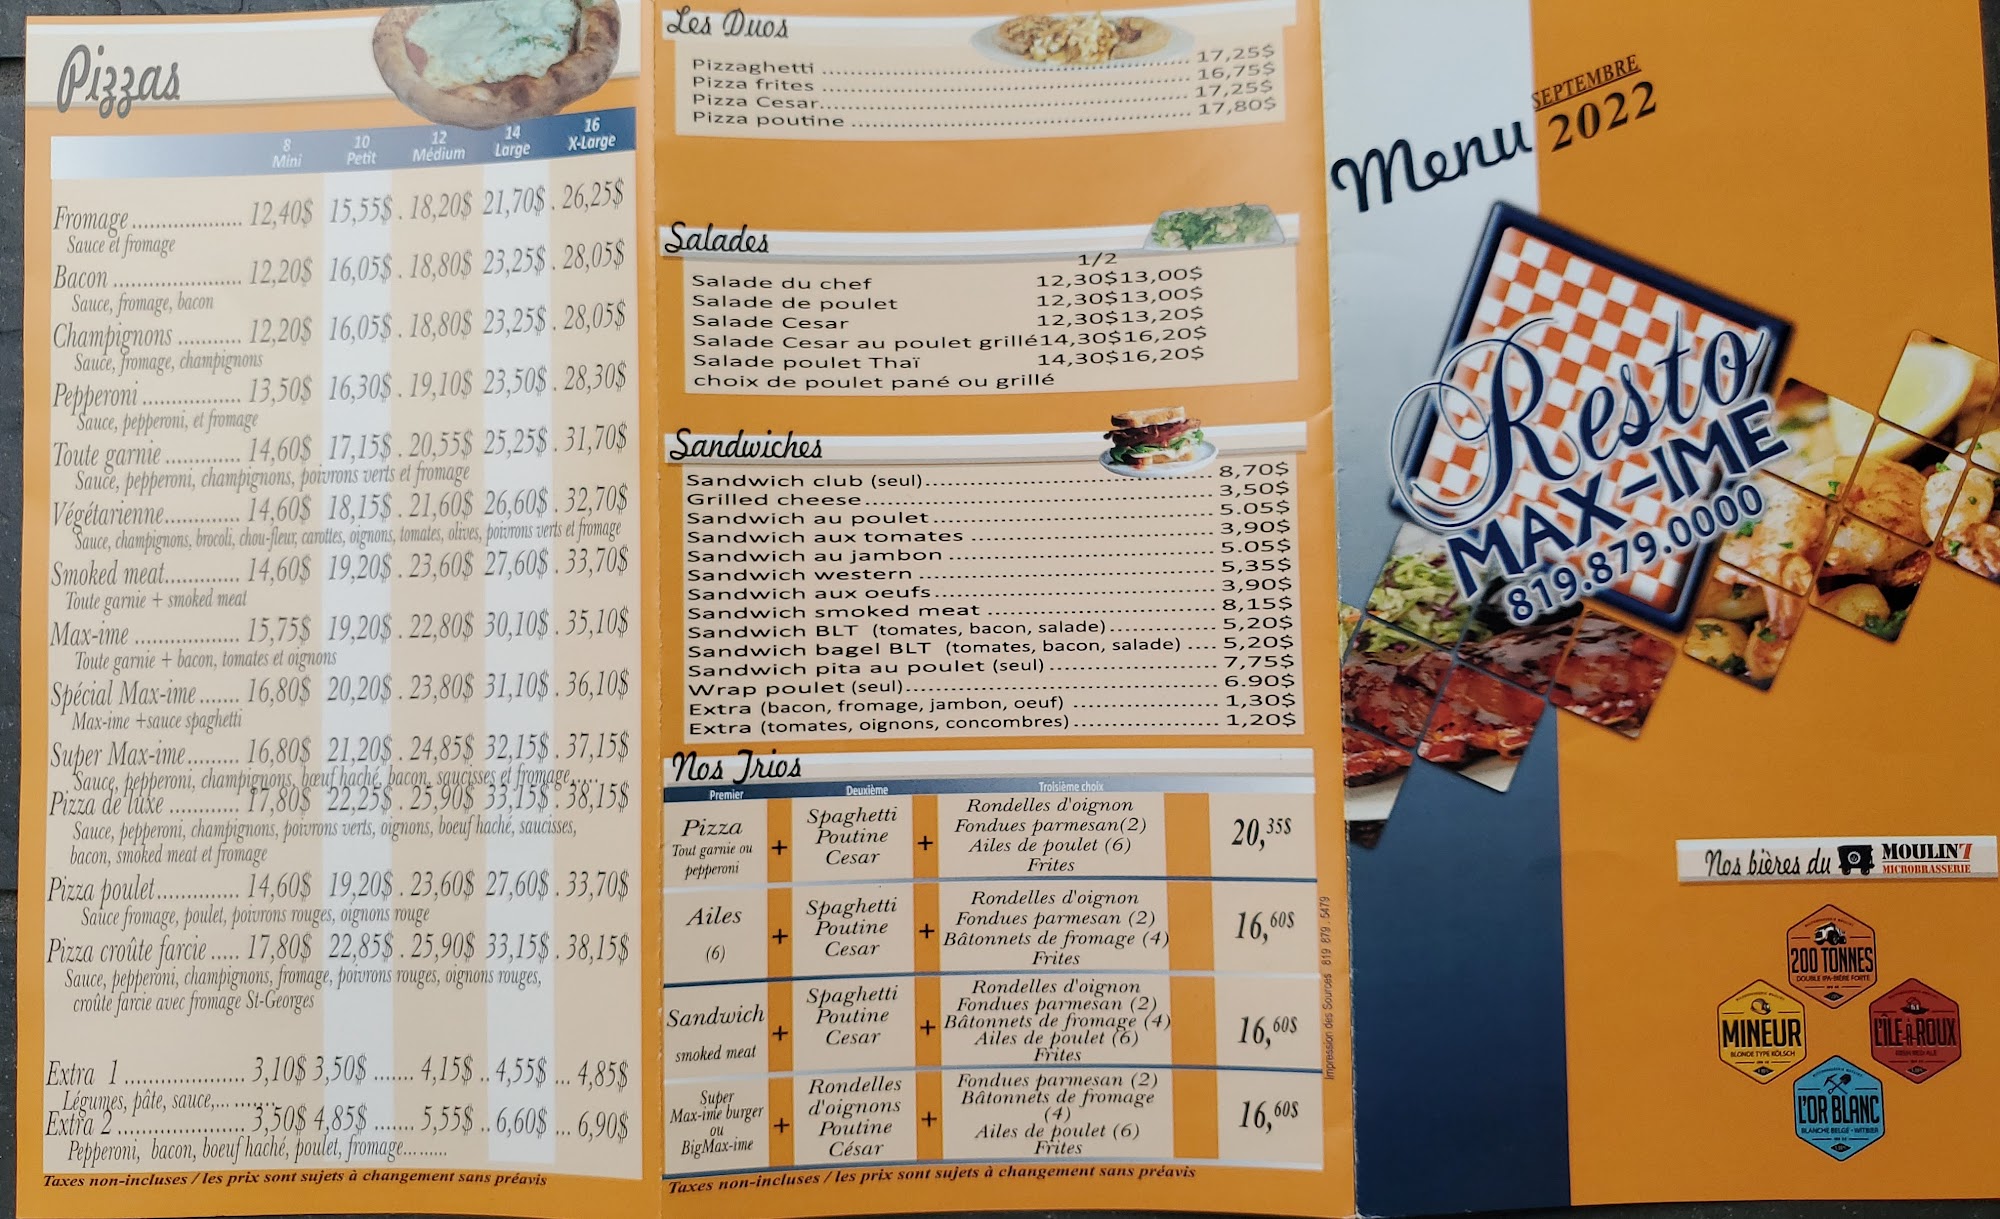 Pizzas
8 Mini 10 Petit 12 Médium 14 Large 16 X-Large
Fromage .................... 12,40$ 15,55$ . 18,20$ 21,70$ . 26,25$
Sauce et fromage
Bacon ....................... 12,20$ 16,05$ . 18,80$ 23,25$ . 28,05$
Sauce, fromage, bacon
Champignons ........... 12,20$ 16,05$ . 18,80$ 23,25$ . 28,05$
Sauce, fromage, champignons
Pepperoni ................. 13,50$ 16,30$ . 19,10$ 23,50$ . 28,30$
Sauce, pepperoni, et fromage
Toute garnie ............. 14,60$ 17,15$ . 20,55$ 25,25$ . 31,70$
Sauce, pepperoni, champignons, poivrons verts et fromage
Végétarienne............. 14,60$ 18,15$ . 21,60$ 26,60$ . 32,70$
Sauce, champignons, brocoli, chou-fleur, carottes, oignons, tomates, olives, poivrons verts et fromage
Smoked meat............. 14,60$ 19,20$ . 23,60$ 27,60$ . 33,70$
Toute garnie + smoked meat
Max-ime .................. 15,75$ 19,20$ . 22,80$ 30,10$ . 35,10$
Toute garnie + bacon, tomates et oignons
Spécial Max-ime ....... 16,80$ 20,20$ . 23,80$ 31,10$ . 36,10$
Max-ime +sauce spaghetti
Super Max-ime......... 16,80$ 21,20$ . 24,85$ 32,15$ . 37,15$
Sauce, pepperoni, champignons, bœuf haché, bacon, saucisses et fromage......
Pizza de luxe ............ 17,80$ 22,25$ . 25,90$ 33,15$ . 38,15$
Sauce, pepperoni, champignons, poivrons verts, oignons, boeuf haché, saucisses,
bacon, smoked meat et fromage
Pizza poulet............... 14,60$ 19,20$ . 23,60$ 27,60$ . 33,70$
Sauce fromage, poulet, poivrons rouges, oignons rouge
Pizza croûte farcie ..... 17,80$ 22,85$ . 25,90$ 33,15$ . 38,15$
Sauce, pepperoni, champignons, fromage, poivrons rouges, oignons rouges,
croûte farcie avec fromage St-Georges
Extra 1 ..................... 3,10$ 3,50$ ....... 4,15$ .. 4,55$ ... 4,85$
Légumes, pâte, sauce,...........
Extra 2 ...................... 3,50$ 4,85$ ....... 5,55$ .. 6,60$ ... 6,90$
Pepperoni, bacon, boeuf haché, poulet, fromage.........
Taxes non-incluses / les prix sont sujets à changement sans préavis
Les Duos
Pizzaghetti .................................................... 17,25$
Pizza frites .................................................... 16,75$
Pizza Cesar.................................................... 17,25$
Pizza poutine ................................................ 17,80$
Salades
1/2
Salade du chef 12,30$13,00$
Salade de poulet 12,30$13,00$
Salade Cesar 12,30$13,20$
Salade Cesar au poulet grillé14,30$16,20$
Salade poulet Thaï 14,30$16,20$
choix de poulet pané ou grillé
Sandwiches
Sandwich club (seul)....................................... 8,70$
Grilled cheese................................................ 3,50$
Sandwich au poulet........................................ 5.05$
Sandwich aux tomates ................................... 3,90$
Sandwich au jambon ...................................... 5.05$
Sandwich western .......................................... 5,35$
Sandwich aux oeufs........................................ 3,90$
Sandwich smoked meat ................................. 8,15$
Sandwich BLT (tomates, bacon, salade)............... 5,20$
Sandwich bagel BLT (tomates, bacon, salade) .... 5,20$
Sandwich pita au poulet (seul) ........................ 7,75$
Wrap poulet (seul)........................................... 6.90$
Extra (bacon, fromage, jambon, oeuf) .................... 1,30$
Extra (tomates, oignons, concombres).................... 1,20$
Nos Trios
Premier Deuxième Troisième choix
Pizza
Tout garnie ou
pepperoni
+
Spaghetti
Poutine
Cesar
+
Rondelles d'oignon
Fondues parmesan(2)
Ailes de poulet (6)
Frites
20,35$
Ailes
(6)
+
Spaghetti
Poutine
Cesar
+
Rondelles d'oignon
Fondues parmesan (2)
Bâtonnets de fromage (4)
Frites
16,60$
Sandwich
smoked meat
+
Spaghetti
Poutine
Cesar
+
Rondelles d'oignon
Fondues parmesan (2)
Bâtonnets de fromage (4)
Ailes de poulet (6)
Frites
16,60$
Super
Max-ime burger
ou
BigMax-ime
+
Rondelles
d'oignons
Poutine
César
+
Fondues parmesan (2)
Bâtonnets de fromage
(4)
Ailes de poulet (6)
Frites
16,60$
Taxes non-incluses / les prix sont sujets à changement sans préavis
Impression des Sources 819 879 . 5479
Menu SEPTEMBRE
2022
Resto
MAX-IME
819.879.0000
Nos bières du MOULIN 7
MICROBRASSERIE
200 TONNES
DOUBLE IPA-BIÈRE FORTE
MINEUR
BLONDE TYPE KÖLSCH
L'ÎLE-À-ROUX
IRISH RED ALE
L'OR BLANC
BLANCHE BELGE - WITBIER